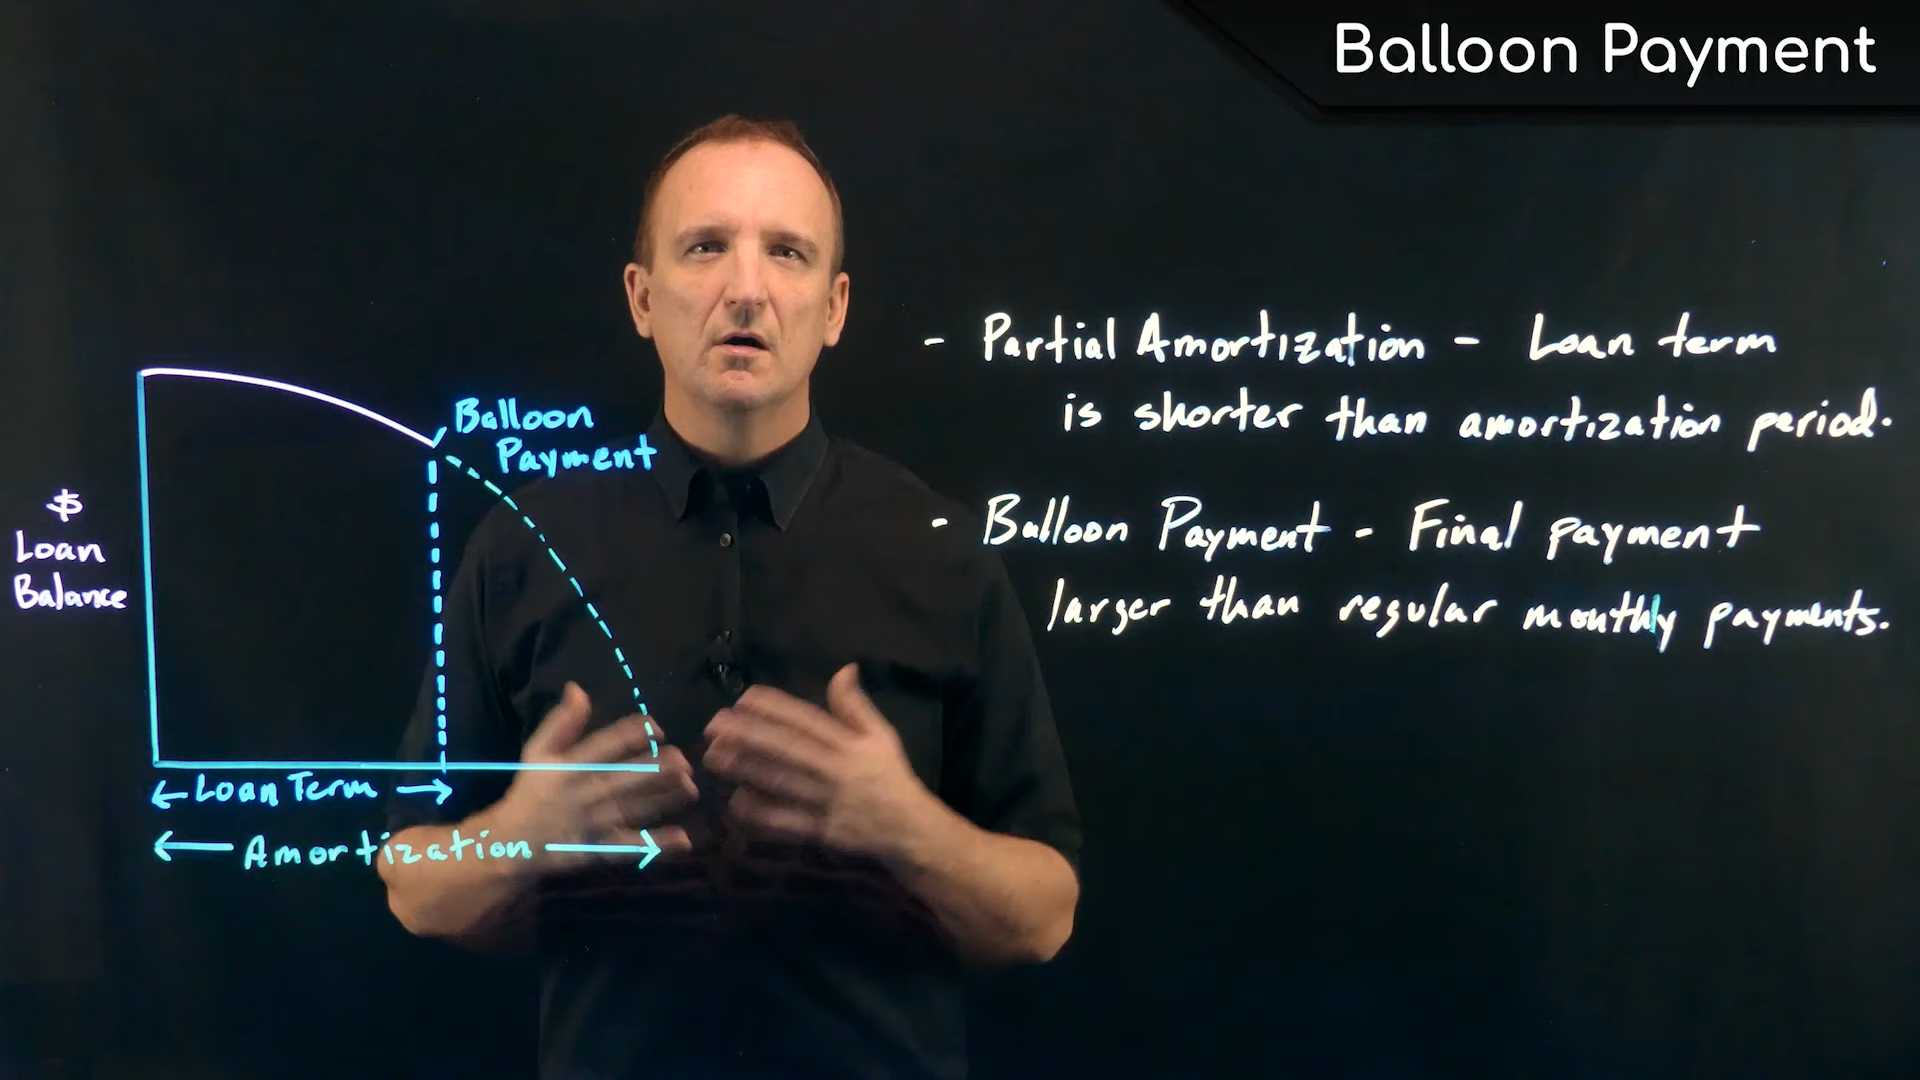 Balloon Payment
- Partial Amortization - Loan term
is shorter than amortization period.
- Balloon Payment - Final payment
larger than regular monthly payments.
Balloon
Payment
$
Loan
Balance
Loan Term
Amortization